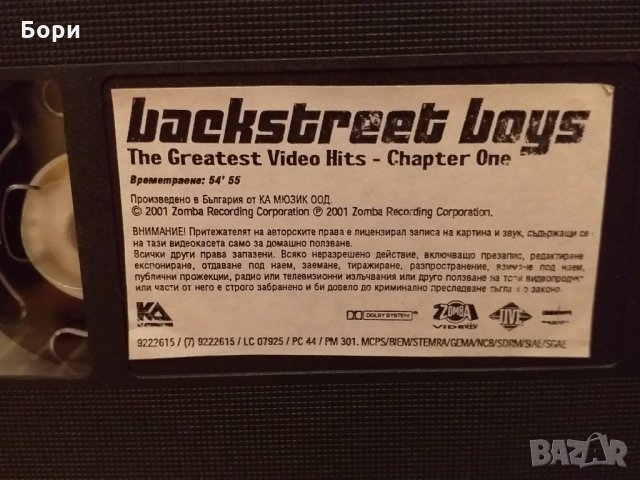 Бори
backstreet boys
The Greatest Video Hits - Chapter One
Времетраене: 54' 55
Произведено в България от КА МЮЗИК ООД.
© 2001 Zomba Recording Corporation ℗ 2001 Zomba Recording Corporation.
ВНИМАНИЕ! Притежателят на авторските права е лицензирал записа на картина и звук, съдържащи се
на тази видеокасета само за домашно ползване.
Всички други права запазени. Всяко неразрешено действие, включващо презапис, редактиране
експониране, отдаване под наем, заемане, тиражиране, разпространение, вземане под наем,
публични прожекции, радио или телевизионни излъчвания или друго ползване на този видеопродукт
или части от него е строго забранено и би довело до криминално преследване съгласно закона.
KA DOLBY SYSTEM ZOMBA VIDEO JIVE
9222615 / (7) 9222615 / LC 07925 / PC 44 / PM 301. MCPS/BIEM/STEMRA/GEMA/NCB/SDRM/SIAE/SGAE
BAZAR